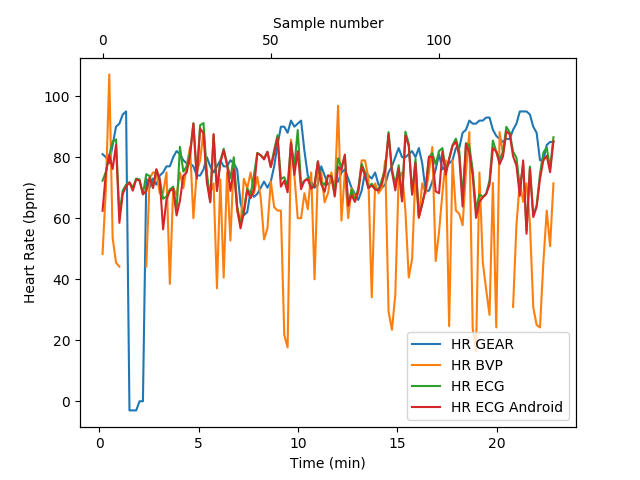 Sample number
0 50 100
Heart Rate (bpm)
100
80
60
40
20
0
HR GEAR
HR BVP
HR ECG
HR ECG Android
0 5 10 15 20
Time (min)